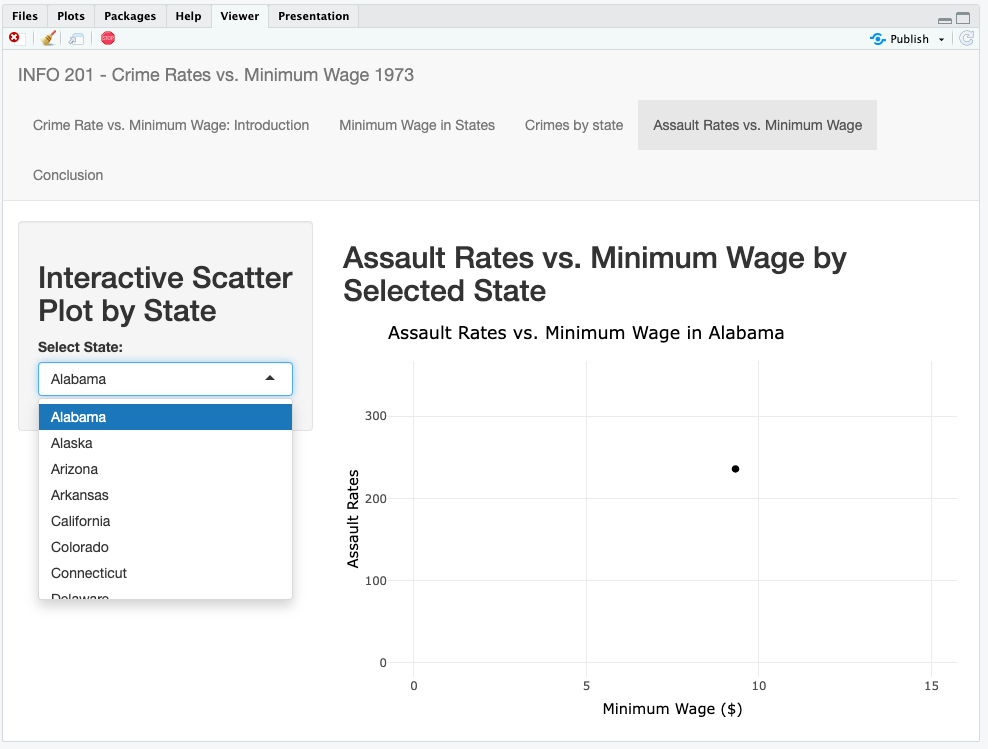 Files Plots Packages Help Viewer Presentation
STOP Publish
INFO 201 - Crime Rates vs. Minimum Wage 1973
Crime Rate vs. Minimum Wage: Introduction Minimum Wage in States Crimes by state Assault Rates vs. Minimum Wage
Conclusion
Interactive Scatter
Plot by State
Select State:
Alabama
Alabama
Alaska
Arizona
Arkansas
California
Colorado
Connecticut
Delaware
Assault Rates vs. Minimum Wage by
Selected State
Assault Rates vs. Minimum Wage in Alabama
Assault Rates
300
200
100
0
0 5 10 15
Minimum Wage ($)